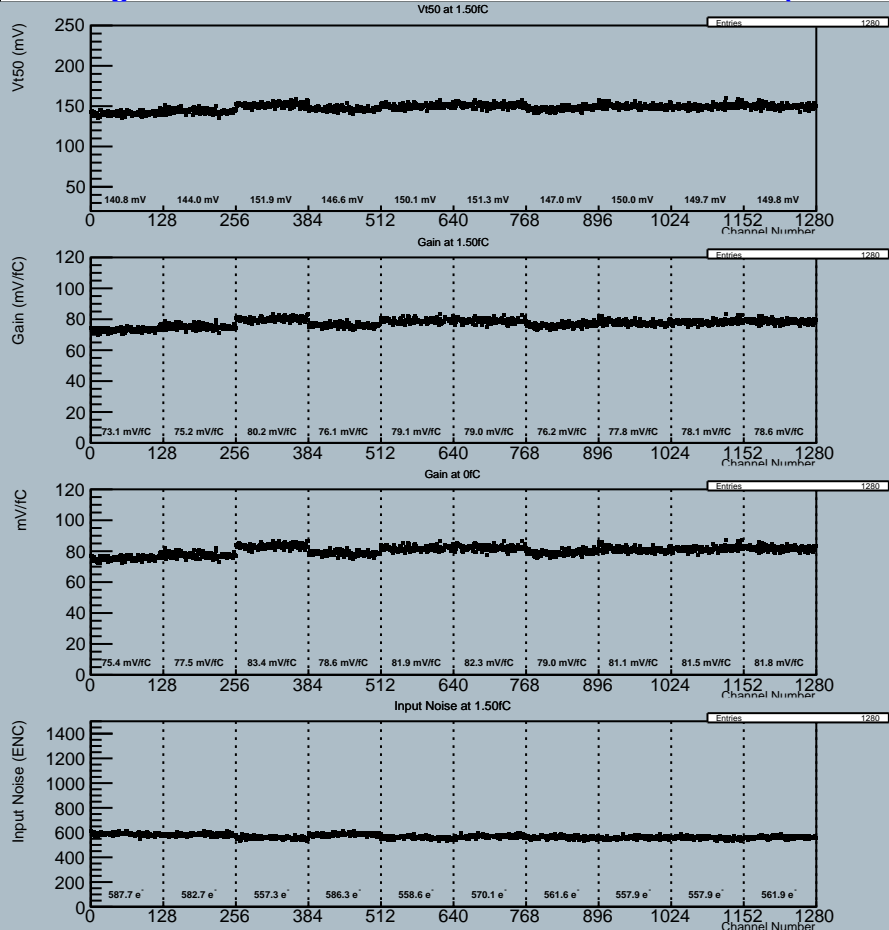 Vt50 at 1.50fC
Entries 1280
Vt50 (mV)
250
200
150
100
50
140.8 mV 144.0 mV 151.9 mV 146.6 mV 150.1 mV 151.3 mV 147.0 mV 150.0 mV 149.7 mV 149.8 mV
0 128 256 384 512 640 768 896 1024 1152 1280
Channel Number
Gain at 1.50fC
Entries 1280
Gain (mV/fC)
120
100
80
60
40
20
0
73.1 mV/fC 75.2 mV/fC 80.2 mV/fC 76.1 mV/fC 79.1 mV/fC 79.0 mV/fC 76.2 mV/fC 77.8 mV/fC 78.1 mV/fC 78.6 mV/fC
0 128 256 384 512 640 768 896 1024 1152 1280
Channel Number
Gain at 0fC
Entries 1280
mV/fC
120
100
80
60
40
20
0
75.4 mV/fC 77.5 mV/fC 83.4 mV/fC 78.6 mV/fC 81.9 mV/fC 82.3 mV/fC 79.0 mV/fC 81.1 mV/fC 81.5 mV/fC 81.8 mV/fC
0 128 256 384 512 640 768 896 1024 1152 1280
Channel Number
Input Noise at 1.50fC
Entries 1280
Input Noise (ENC)
1400
1200
1000
800
600
400
200
0
587.7 e⁻ 582.7 e⁻ 557.3 e⁻ 586.3 e⁻ 558.6 e⁻ 570.1 e⁻ 561.6 e⁻ 557.9 e⁻ 557.9 e⁻ 561.9 e⁻
0 128 256 384 512 640 768 896 1024 1152 1280
Channel Number